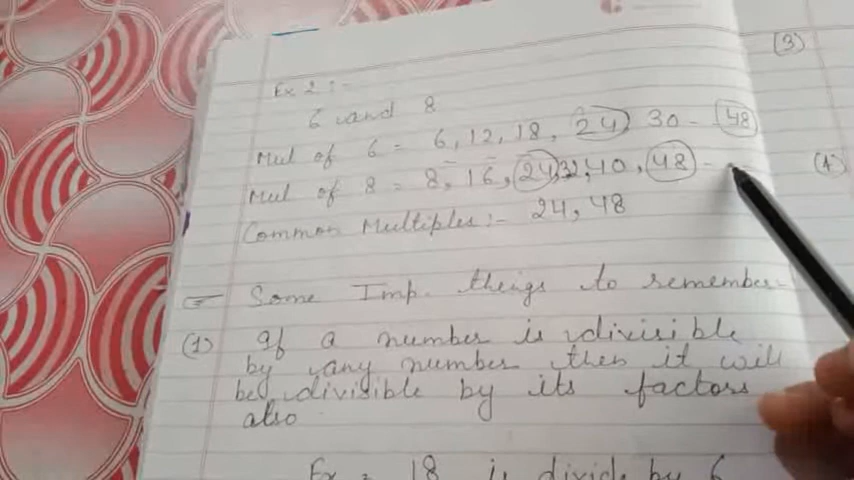 Ex 2 :-
6 and 8
Mul of 6 = 6, 12, 18, 24, 30 - 48
Mul of 8 = 8, 16, 24, 32, 40, 48 - -
Common Multiples :- 24, 48
Some Imp. things to remember -
(1) If a number is divisible
by any number then it will
be divisible by its factors
also
Ex = 18 is divide by 6
(3)